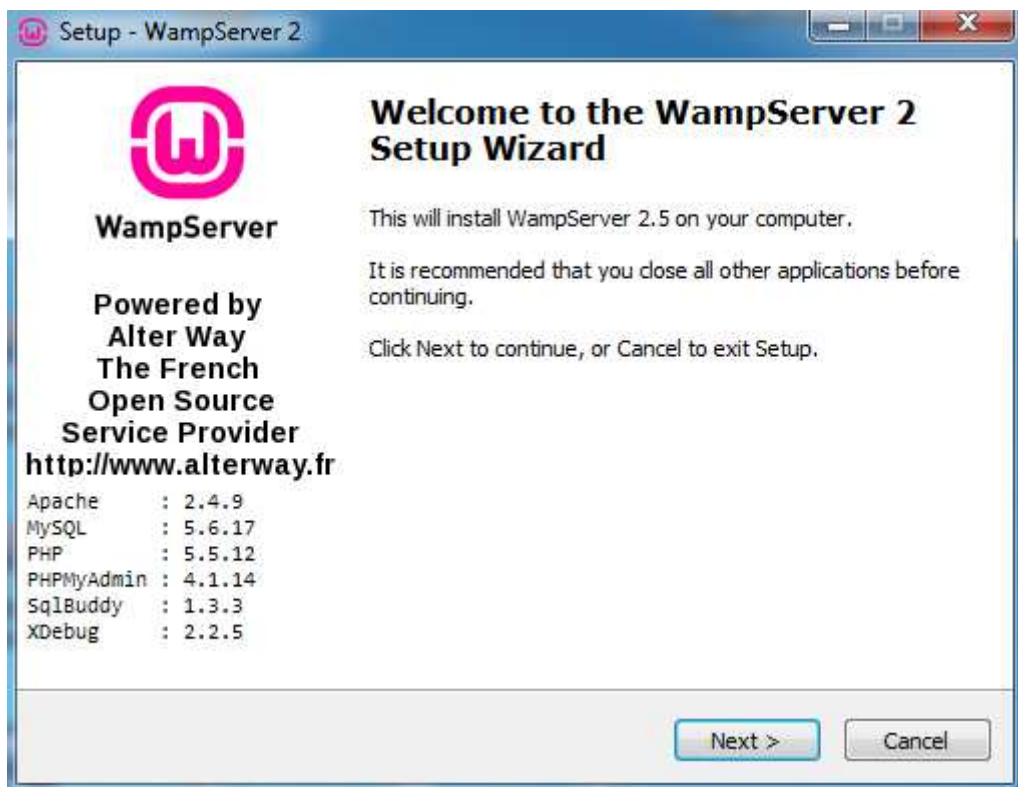 Setup - WampServer 2
WampServer
Powered by
Alter Way
The French
Open Source
Service Provider
http://www.alterway.fr
Apache : 2.4.9
MySQL : 5.6.17
PHP : 5.5.12
PHPMyAdmin : 4.1.14
SqlBuddy : 1.3.3
XDebug : 2.2.5
Welcome to the WampServer 2
Setup Wizard
This will install WampServer 2.5 on your computer.
It is recommended that you close all other applications before
continuing.
Click Next to continue, or Cancel to exit Setup.
Next >
Cancel